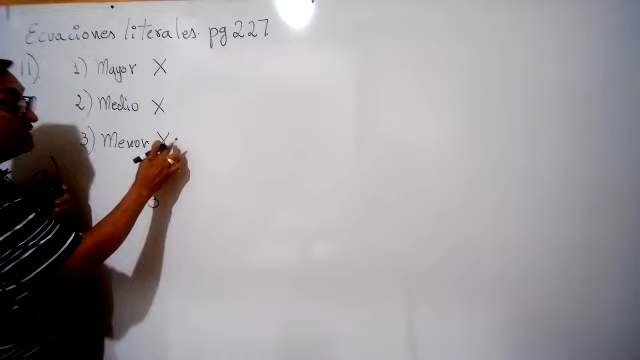 Ecuaciones literales. pg 227
11). 1) Mayor X
2) Medio X
3) Menor X